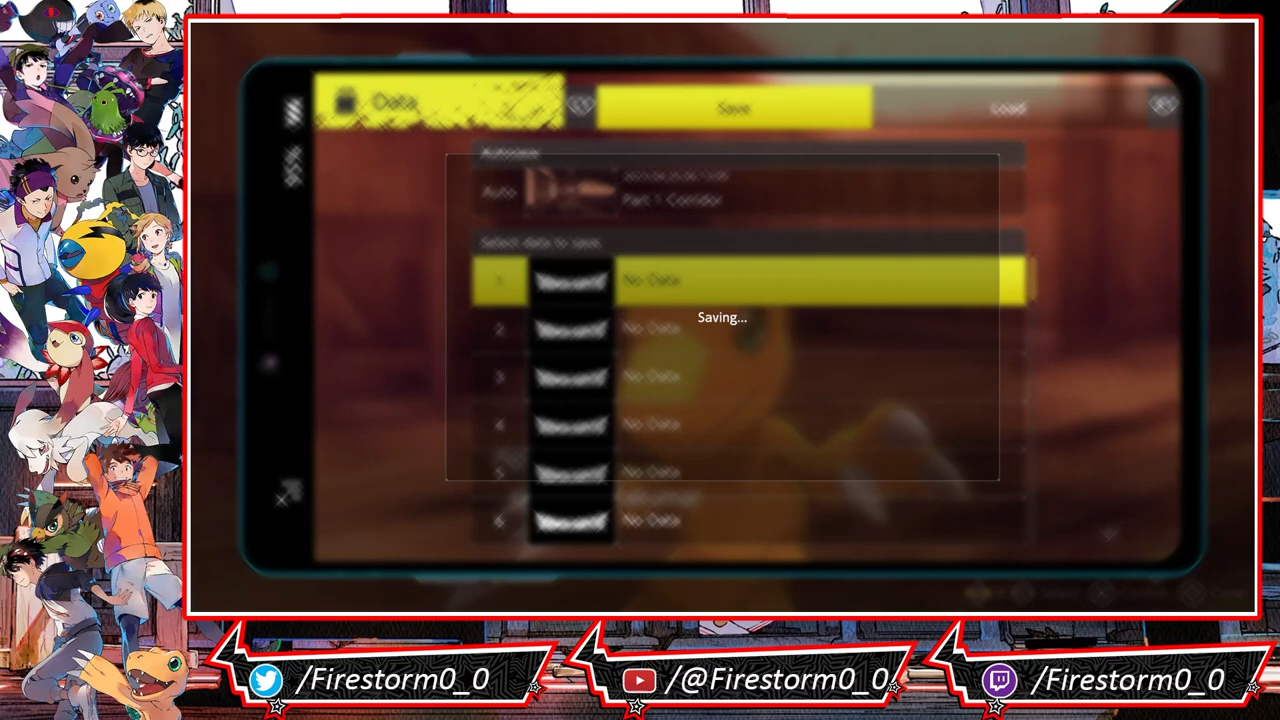 Data
Save
Load
95%
Autosave
Auto
Part 1 Corridor
Select data to save.
1 No Data
Saving...
2 No Data
3 No Data
4 No Data
5 No Data
6 No Data
/Firestorm0_0
/@Firestorm0_0
/Firestorm0_0